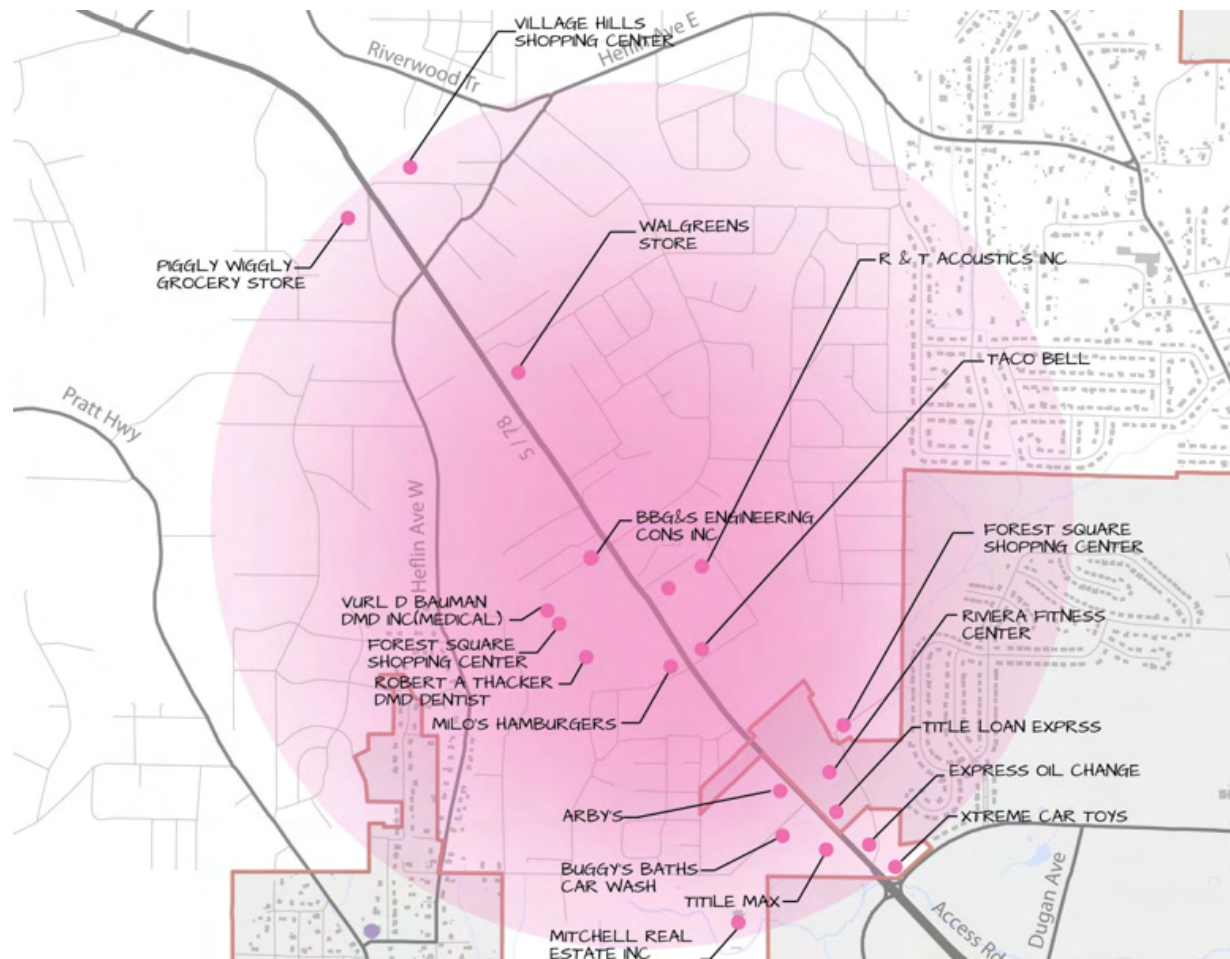 VILLAGE HILLS
SHOPPING CENTER
Riverwood Tr
Heflin Ave E
WALGREENS
STORE
R & T ACOUSTICS INC
PIGGLY WIGGLY
GROCERY STORE
TACO BELL
Pratt Hwy
5 / 78
Heflin Ave W
BBG&S ENGINEERING
CONS INC
FOREST SQUARE
SHOPPING CENTER
VURL D BAUMAN
DMD INC(MEDICAL)
RIVIERA FITNESS
CENTER
FOREST SQUARE
SHOPPING CENTER
ROBERT A THACKER
DMD DENTIST
MILO'S HAMBURGERS
TITLE LOAN EXPRSS
EXPRESS OIL CHANGE
ARBY'S
XTREME CAR TOYS
BUGGY'S BATHS
CAR WASH
TITILE MAX
Access Rd
Dugan Ave
MITCHELL REAL
ESTATE INC